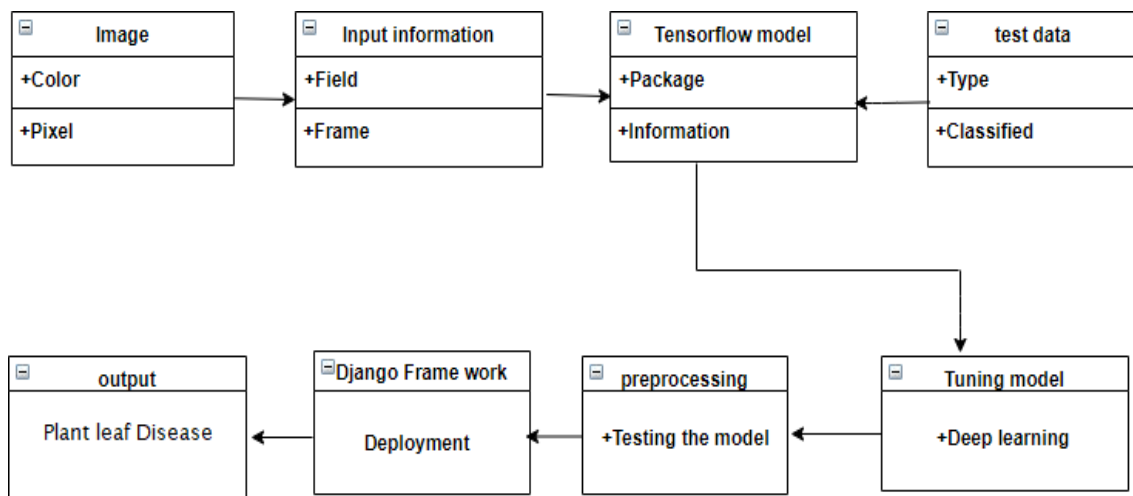 Image
+Color
+Pixel
Input information
+Field
+Frame
Tensorflow model
+Package
+Information
test data
+Type
+Classified
output
Plant leaf Disease
Django Frame work
Deployment
preprocessing
+Testing the model
Tuning model
+Deep learning